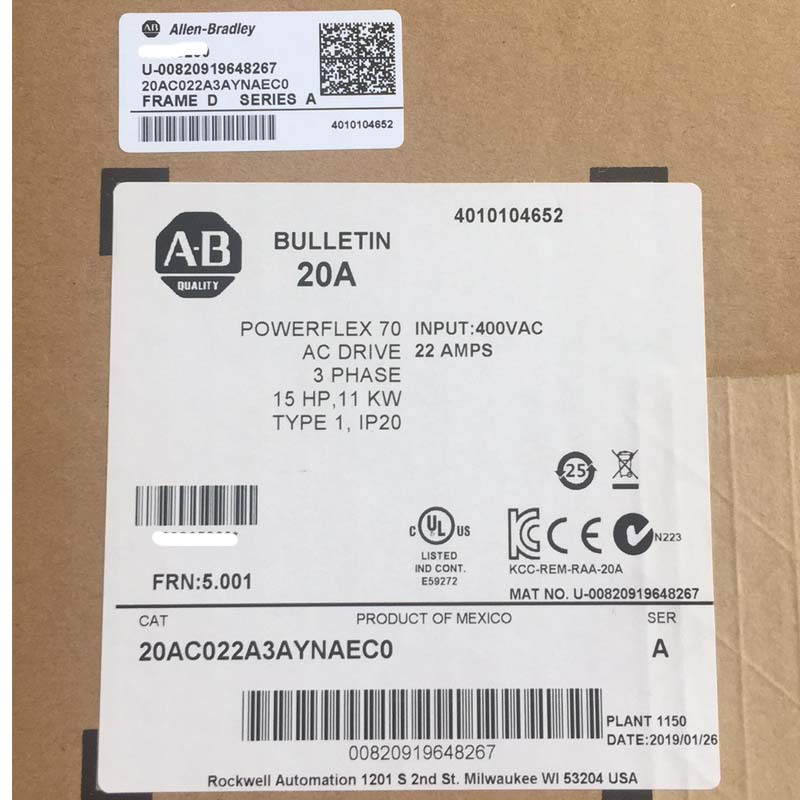 AB Allen-Bradley
U-00820919648267
20AC022A3AYNAEC0
FRAME D SERIES A
4010104652
4010104652
A-B
QUALITY
BULLETIN
20A
POWERFLEX 70 INPUT:400VAC
AC DRIVE 22 AMPS
3 PHASE
15 HP,11 KW
TYPE 1, IP20
25
C UL US
LISTED
IND CONT.
E59272
CE
N223
KCC-REM-RAA-20A
FRN:5.001
MAT NO. U-00820919648267
CAT PRODUCT OF MEXICO SER
20AC022A3AYNAEC0 A
PLANT 1150
DATE:2019/01/26
00820919648267
Rockwell Automation 1201 S 2nd St. Milwaukee WI 53204 USA